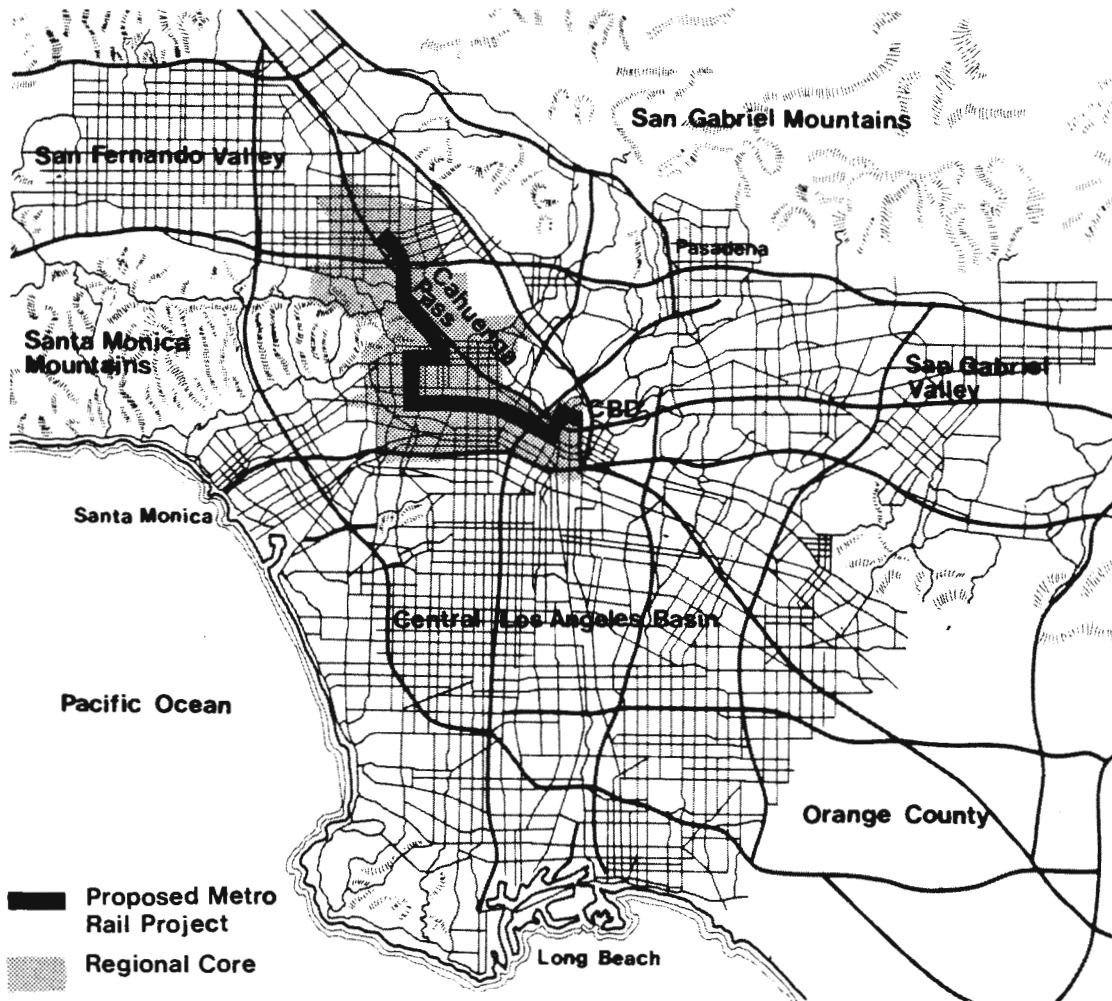 San Gabriel Mountains
San Fernando Valley
Pasadena
Cahuenga
Pass
Santa Monica
Mountains
San Gabriel
Valley
CBD
Santa Monica
Central Los Angeles Basin
Pacific Ocean
Orange County
Proposed Metro
Rail Project
Regional Core
Long Beach